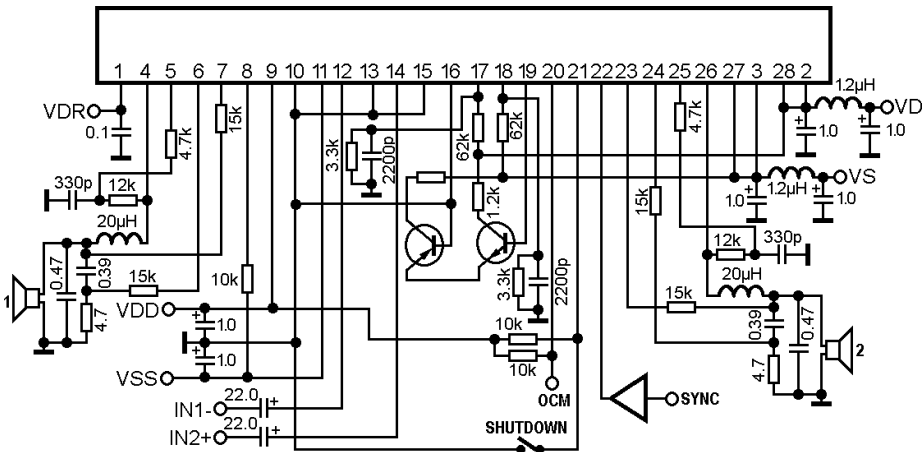 1 4 5 6 7 8 9 10 11 12 13 14 15 16 17 18 19 20 21 22 23 24 25 26 27 3 28 2
1.2µH
VDR
VD
0.1
4.7k
15k
3.3k
2200p
62k
62k
4.7k
1.0
1.0
330p
12k
1.2k
15k
1.0
1.2µH
1.0
VS
20µH
12k
330p
0.47
0.39
15k
10k
3.3k
2200p
20µH
1
4.7
VDD
1.0
15k
0.39
0.47
2
10k
10k
1.0
4.7
VSS
OCM
SYNC
22.0
IN1-
22.0
IN2+
SHUTDOWN